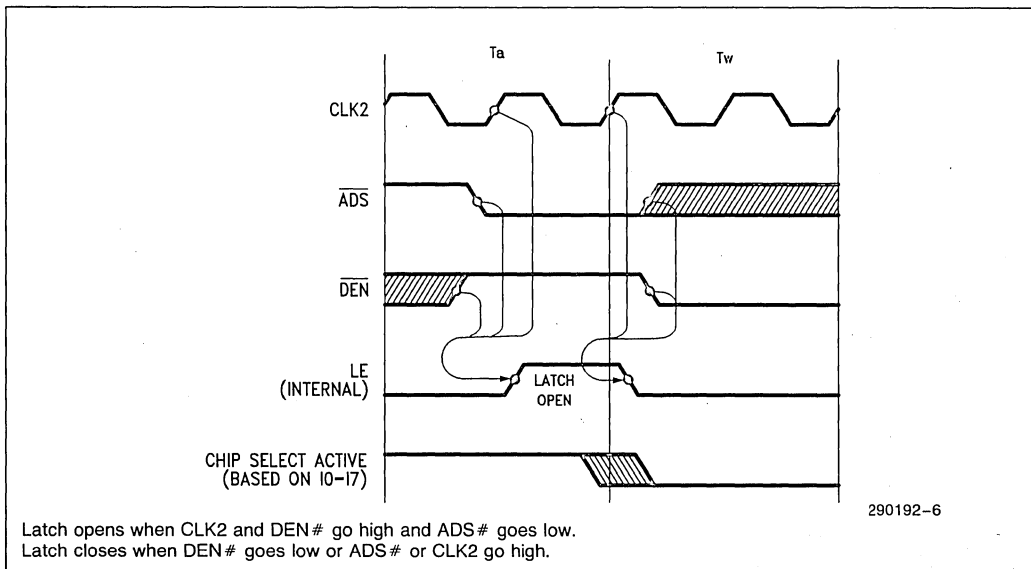 Ta Tw
CLK2
ADS
DEN
LE
(INTERNAL)
LATCH
OPEN
CHIP SELECT ACTIVE
(BASED ON 10-17)
290192-6
Latch opens when CLK2 and DEN# go high and ADS# goes low.
Latch closes when DEN# goes low or ADS# or CLK2 go high.